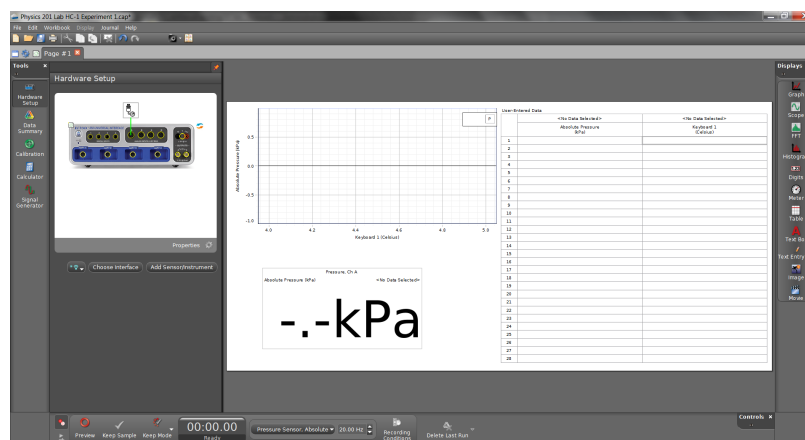 Physics 201 Lab HC-1 Experiment 1.cap*
File Edit Workbook Display Journal Help
Page #1
Tools
Displays
Hardware Setup
Hardware
Setup
Data
Summary
Calibration
Calculator
Signal
Generator
Properties
Choose Interface
Add Sensor/Instrument
P
Absolute Pressure (kPa)
0.5
0.0
-0.5
-1.0
4.0 4.2 4.4 4.6 4.8 5.0
Keyboard 1 (Celsius)
Pressure, Ch A
Absolute Pressure (kPa) <No Data Selected>
-.-kPa
User-Entered Data
<No Data Selected> <No Data Selected>
Absolute Pressure
(kPa)
Keyboard 1
(Celsius)
1
2
3
4
5
6
7
8
9
10
11
12
13
14
15
16
17
18
19
20
21
22
23
24
25
26
27
28
Graph
Scope
FFT
Histogra
Digits
Meter
Table
Text Bo
Text Entry
Image
Movie
Controls
Preview
Keep Sample
Keep Mode
00:00.00
Ready
Pressure Sensor, Absolute
20.00 Hz
Recording
Conditions
Delete Last Run